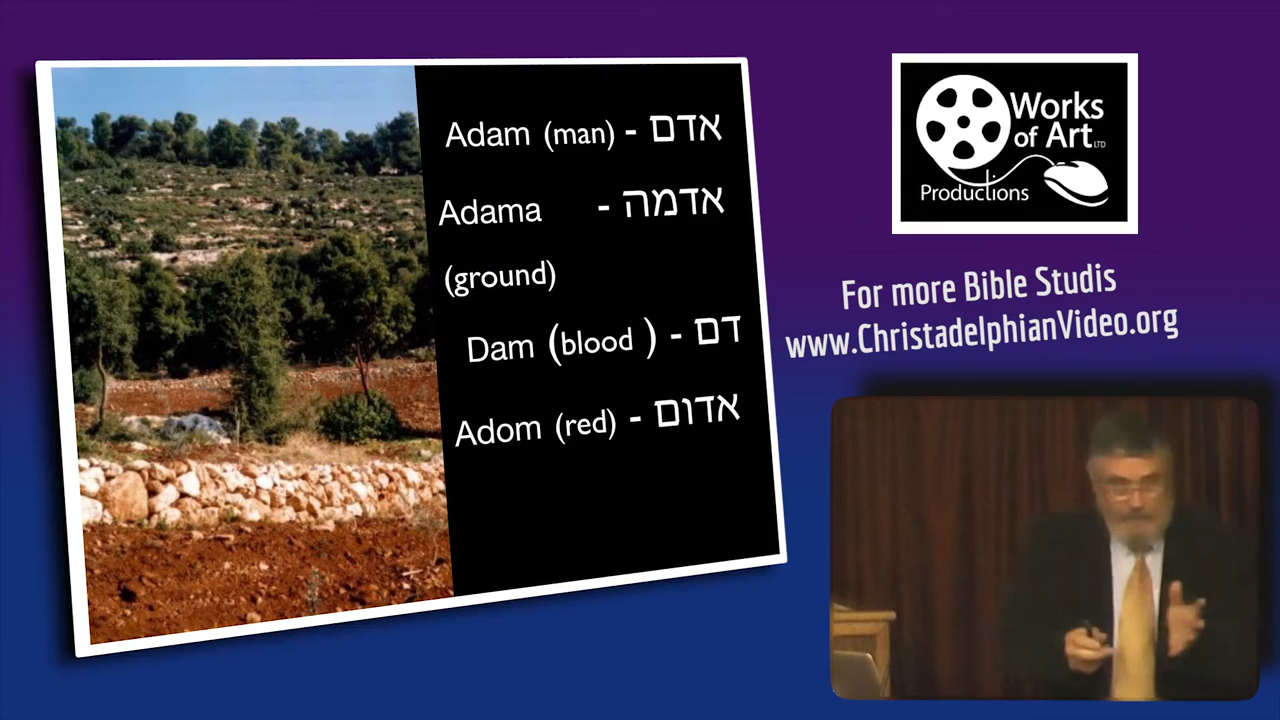 Adam (man) - אדם
Adama - אדמה
(ground)
Dam (blood ) - דם
Adom (red) - אדום
Works
of Art LTD
Productions
For more Bible Studis
www.ChristadelphianVideo.org